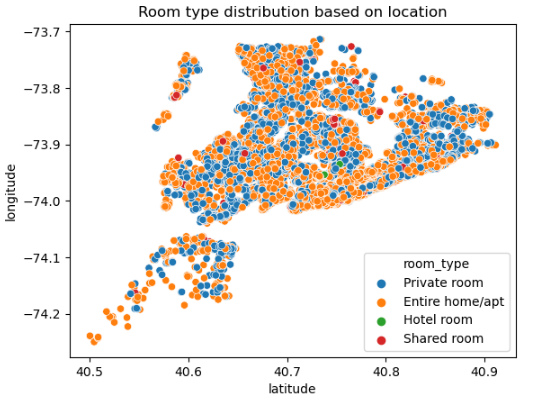 Room type distribution based on location
−73.7
−73.8
−73.9
−74.0
−74.1
−74.2
longitude
room_type
Private room
Entire home/apt
Hotel room
Shared room
40.5 40.6 40.7 40.8 40.9
latitude